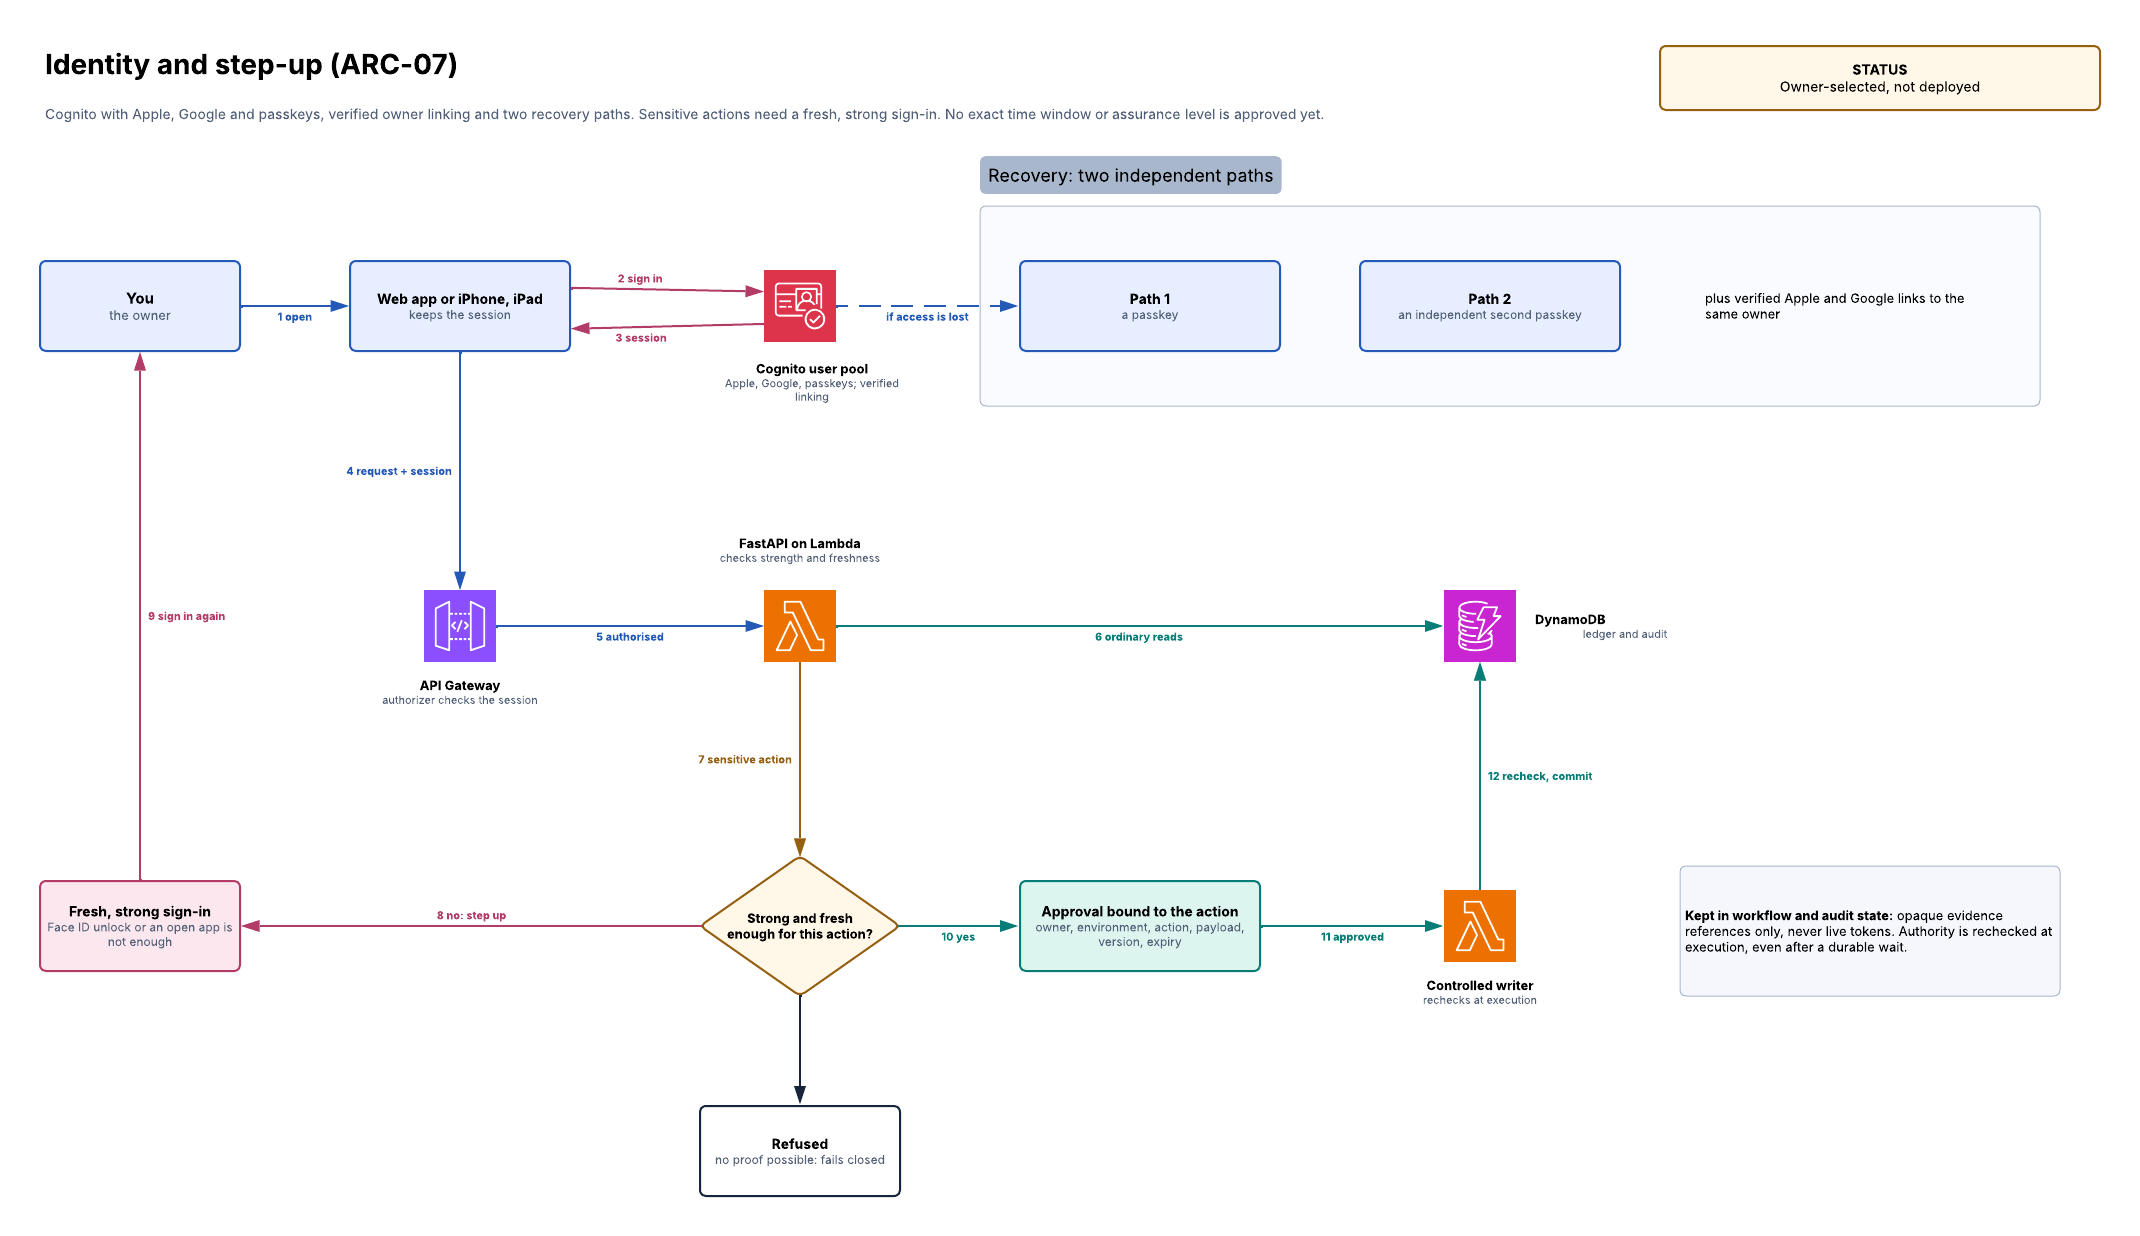 Identity and step-up (ARC-07)
STATUS
Owner-selected, not deployed
Cognito with Apple, Google and passkeys, verified owner linking and two recovery paths. Sensitive actions need a fresh, strong sign-in. No exact time window or assurance level is approved yet.
Recovery: two independent paths
You
the owner
1 open
Web app or iPhone, iPad
keeps the session
2 sign in
3 session
Cognito user pool
Apple, Google, passkeys; verified
linking
if access is lost
Path 1
a passkey
Path 2
an independent second passkey
plus verified Apple and Google links to the
same owner
4 request + session
FastAPI on Lambda
checks strength and freshness
9 sign in again
5 authorised
6 ordinary reads
DynamoDB
ledger and audit
API Gateway
authorizer checks the session
7 sensitive action
12 recheck, commit
Fresh, strong sign-in
Face ID unlock or an open app is
not enough
8 no: step up
Strong and fresh
enough for this action?
10 yes
Approval bound to the action
owner, environment, action, payload,
version, expiry
11 approved
Controlled writer
rechecks at execution
Kept in workflow and audit state: opaque evidence
references only, never live tokens. Authority is rechecked at
execution, even after a durable wait.
Refused
no proof possible: fails closed